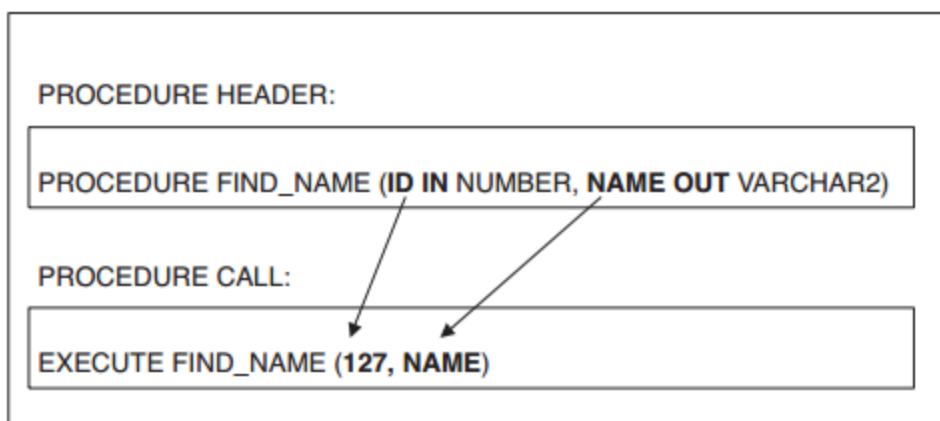 PROCEDURE HEADER:
PROCEDURE FIND_NAME (ID IN NUMBER, NAME OUT VARCHAR2)
PROCEDURE CALL:
EXECUTE FIND_NAME (127, NAME)